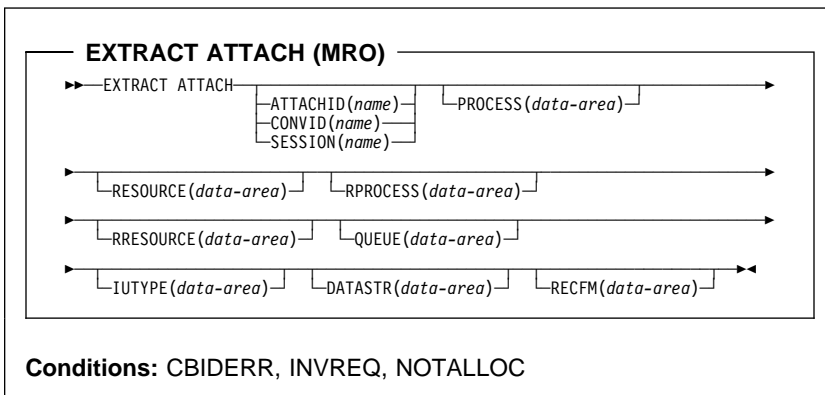 EXTRACT ATTACH (MRO)
EXTRACT ATTACH
ATTACHID(name) PROCESS(data-area)
CONVID(name)
SESSION(name)
RESOURCE(data-area) RPROCESS(data-area)
RRESOURCE(data-area) QUEUE(data-area)
IUTYPE(data-area) DATASTR(data-area) RECFM(data-area)
Conditions: CBIDERR, INVREQ, NOTALLOC